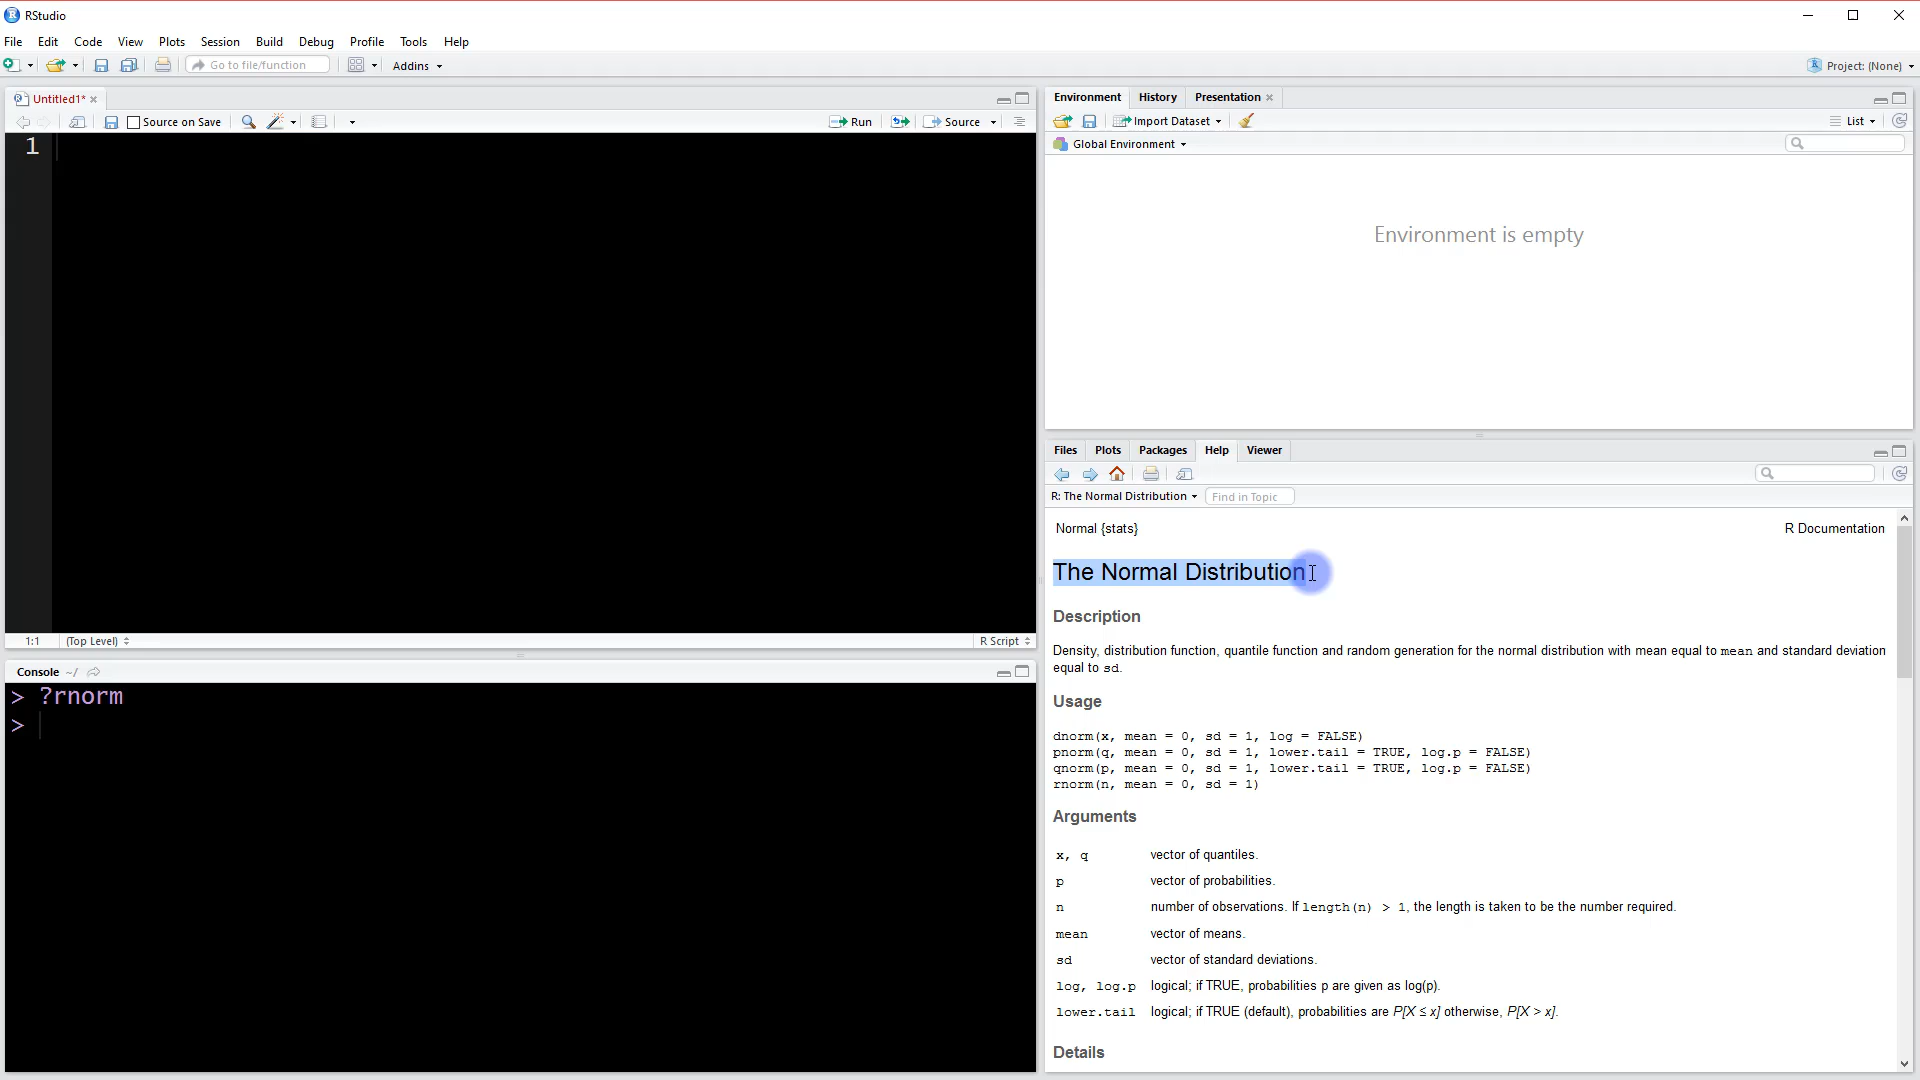 RStudio
File Edit Code View Plots Session Build Debug Profile Tools Help
Go to file/function Addins Project: (None)
Untitled1*
Source on Save Run Source
1
1:1 (Top Level) R Script
Console ~/
> ?rnorm
>
Environment History Presentation
Import Dataset List
Global Environment
Environment is empty
Files Plots Packages Help Viewer
R: The Normal Distribution Find in Topic
Normal {stats} R Documentation
The Normal Distribution
Description
Density, distribution function, quantile function and random generation for the normal distribution with mean equal to mean and standard deviation
equal to sd.
Usage
dnorm(x, mean = 0, sd = 1, log = FALSE)
pnorm(q, mean = 0, sd = 1, lower.tail = TRUE, log.p = FALSE)
qnorm(p, mean = 0, sd = 1, lower.tail = TRUE, log.p = FALSE)
rnorm(n, mean = 0, sd = 1)
Arguments
x, q vector of quantiles.
p vector of probabilities.
n number of observations. If length(n) > 1, the length is taken to be the number required.
mean vector of means.
sd vector of standard deviations.
log, log.p logical; if TRUE, probabilities p are given as log(p).
lower.tail logical; if TRUE (default), probabilities are P[X ≤ x] otherwise, P[X > x].
Details